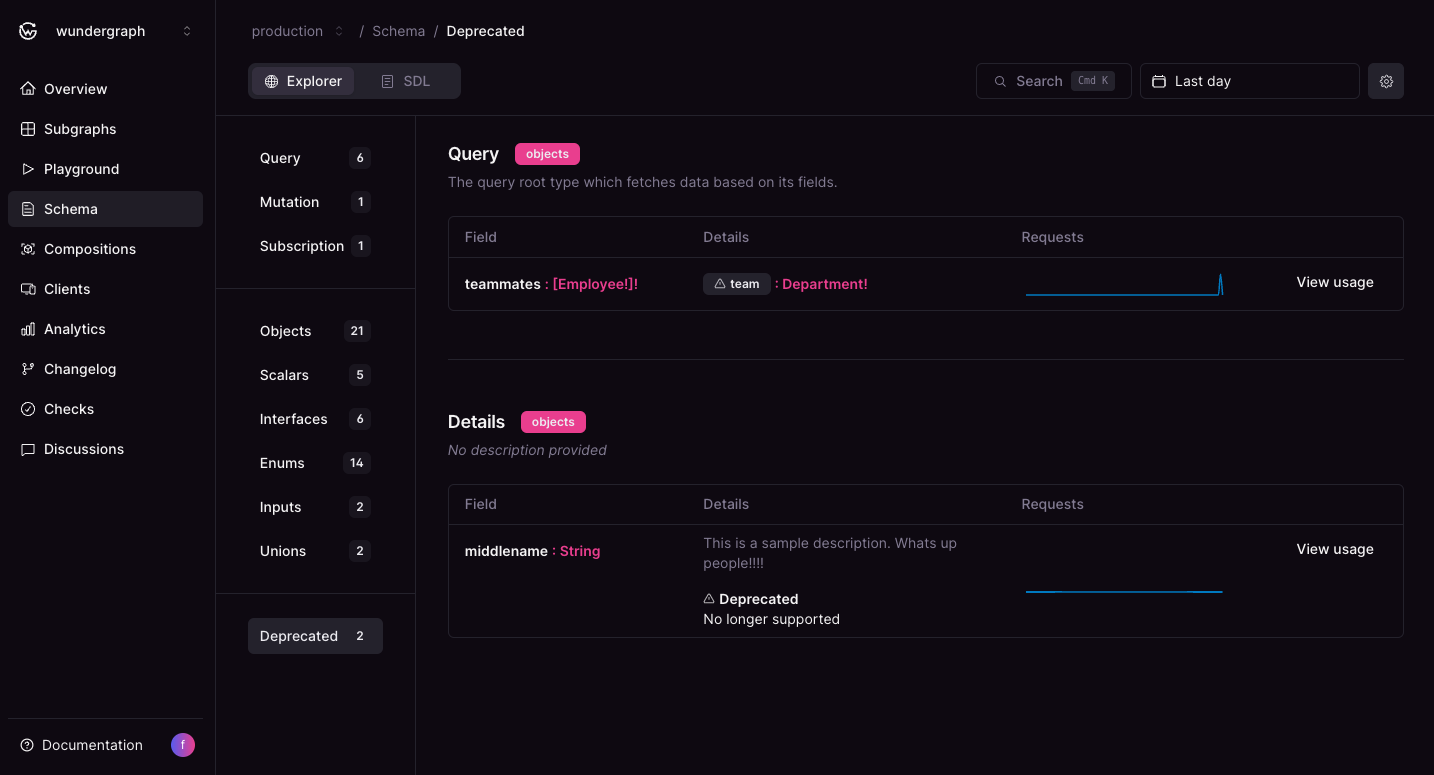 wundergraph
Overview
Subgraphs
Playground
Schema
Compositions
Clients
Analytics
Changelog
Checks
Discussions
Documentation
f
production / Schema / Deprecated
Explorer SDL
Search Cmd K Last day
Query 6
Mutation 1
Subscription 1
Objects 21
Scalars 5
Interfaces 6
Enums 14
Inputs 2
Unions 2
Deprecated 2
Query objects
The query root type which fetches data based on its fields.
Field Details Requests
teammates : [Employee!]! team : Department! View usage
Details objects
No description provided
Field Details Requests
middlename : String
This is a sample description. Whats up
people!!!!
Deprecated
No longer supported
View usage